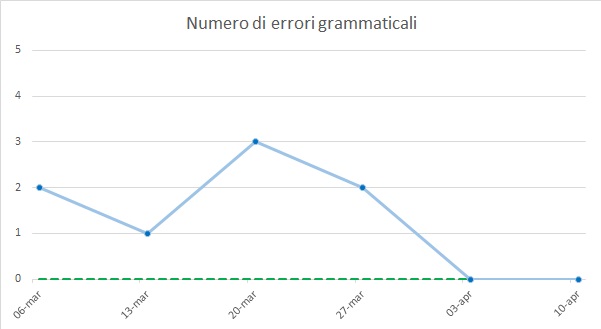 Numero di errori grammaticali
5
4
3
2
1
0
06-mar
13-mar
20-mar
27-mar
03-apr
10-apr